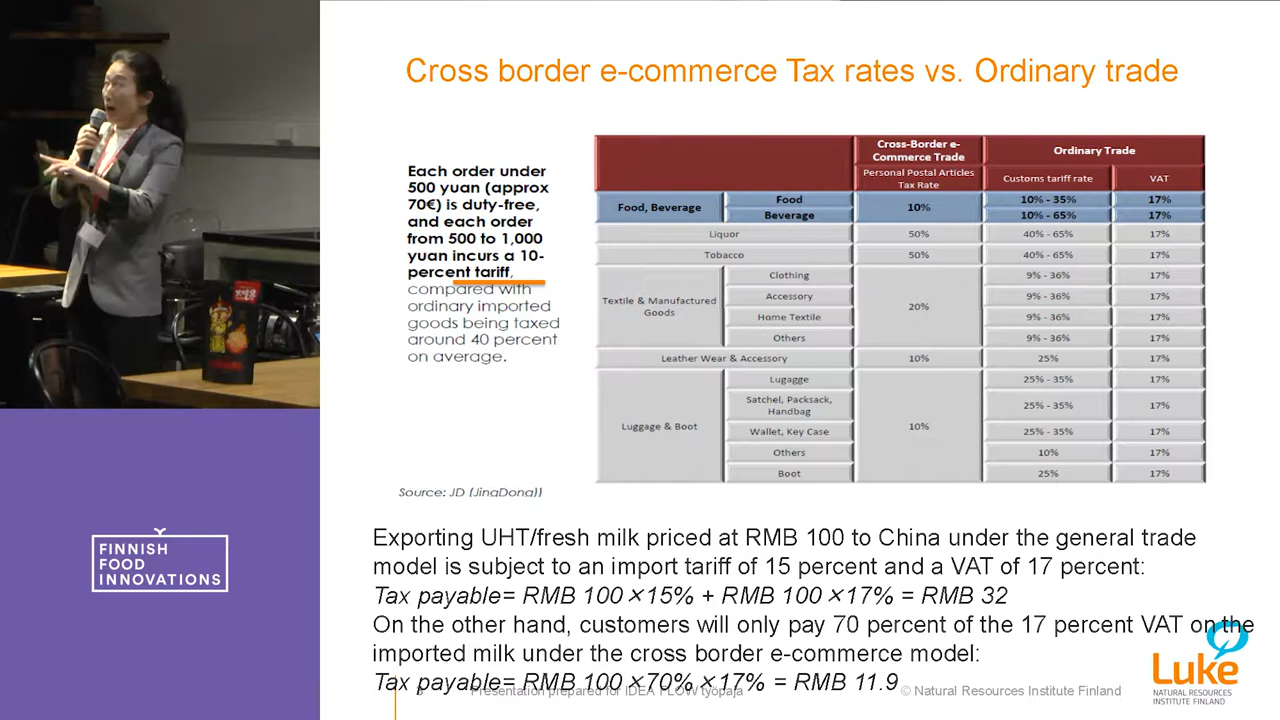 Cross border e-commerce Tax rates vs. Ordinary trade
Each order under
500 yuan (approx
70€) is duty-free,
and each order
from 500 to 1,000
yuan incurs a 10-
percent tariff,
compared with
ordinary imported
goods being taxed
around 40 percent
on average.
Source: JD (JingDong))
Cross-Border e-Commerce Trade
Ordinary Trade
Personal Postal Articles Tax Rate
Customs tariff rate
VAT
Food, Beverage
Food
10%
10% - 35%
17%
Beverage
10% - 65%
17%
Liquor
50%
40% - 65%
17%
Tobacco
50%
40% - 65%
17%
Textile & Manufactured Goods
Clothing
20%
9% - 36%
17%
Accessory
9% - 36%
17%
Home Textile
9% - 36%
17%
Others
9% - 36%
17%
Leather Wear & Accessory
10%
25%
17%
Luggage & Boot
Lugagge
10%
25% - 35%
17%
Satchel, Packsack, Handbag
25% - 35%
17%
Wallet, Key Case
25% - 35%
17%
Others
10%
17%
Boot
25%
17%
Exporting UHT/fresh milk priced at RMB 100 to China under the general trade
model is subject to an import tariff of 15 percent and a VAT of 17 percent:
Tax payable= RMB 100×15% + RMB 100×17% = RMB 32
On the other hand, customers will only pay 70 percent of the 17 percent VAT on the
imported milk under the cross border e-commerce model:
Tax payable= RMB 100×70%×17% = RMB 11.9
Presentation prepared for IDEA FLOW työpaja
© Natural Resources Institute Finland
Luke
NATURAL RESOURCES
INSTITUTE FINLAND
FINNISH
FOOD
INNOVATIONS